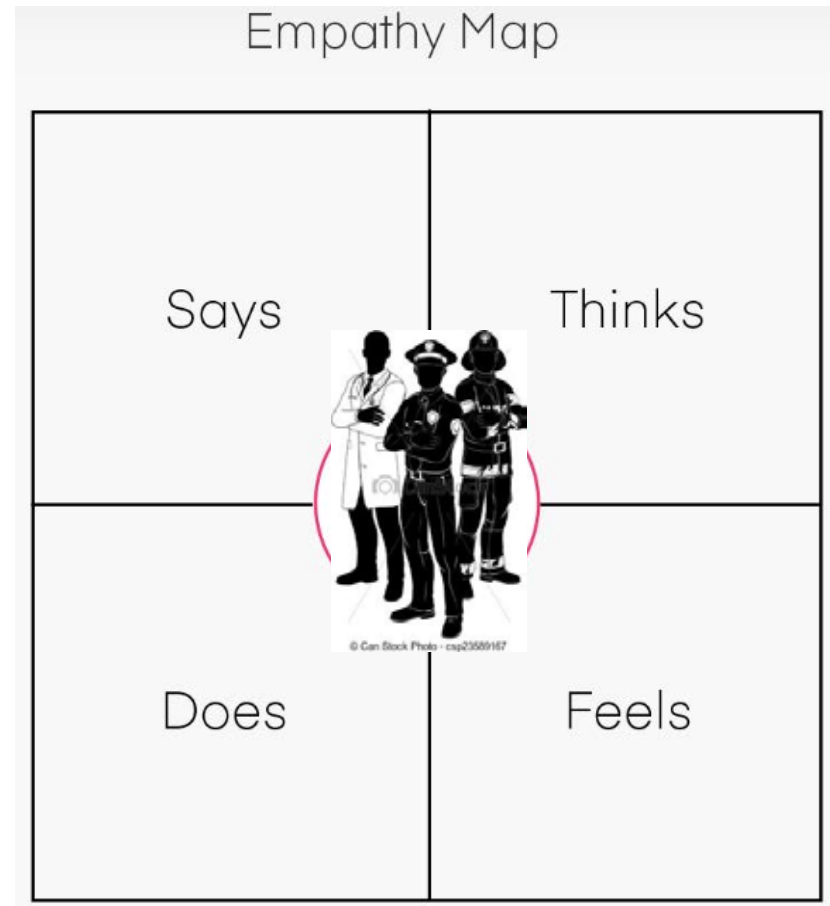 Empathy Map
Says
Thinks
© Can Stock Photo - csp23589167
Does
Feels